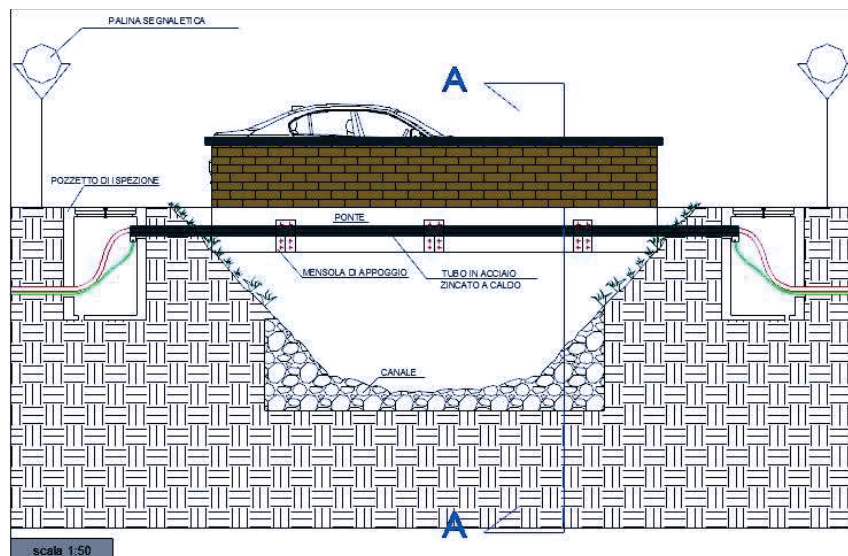 PALINA SEGNALETICA
A
POZZETTO DI ISPEZIONE
PONTE
MENSOLA DI APPOGGIO
TUBO IN ACCIAIO
ZINCATO A CALDO
CANALE
A
scala 1:50